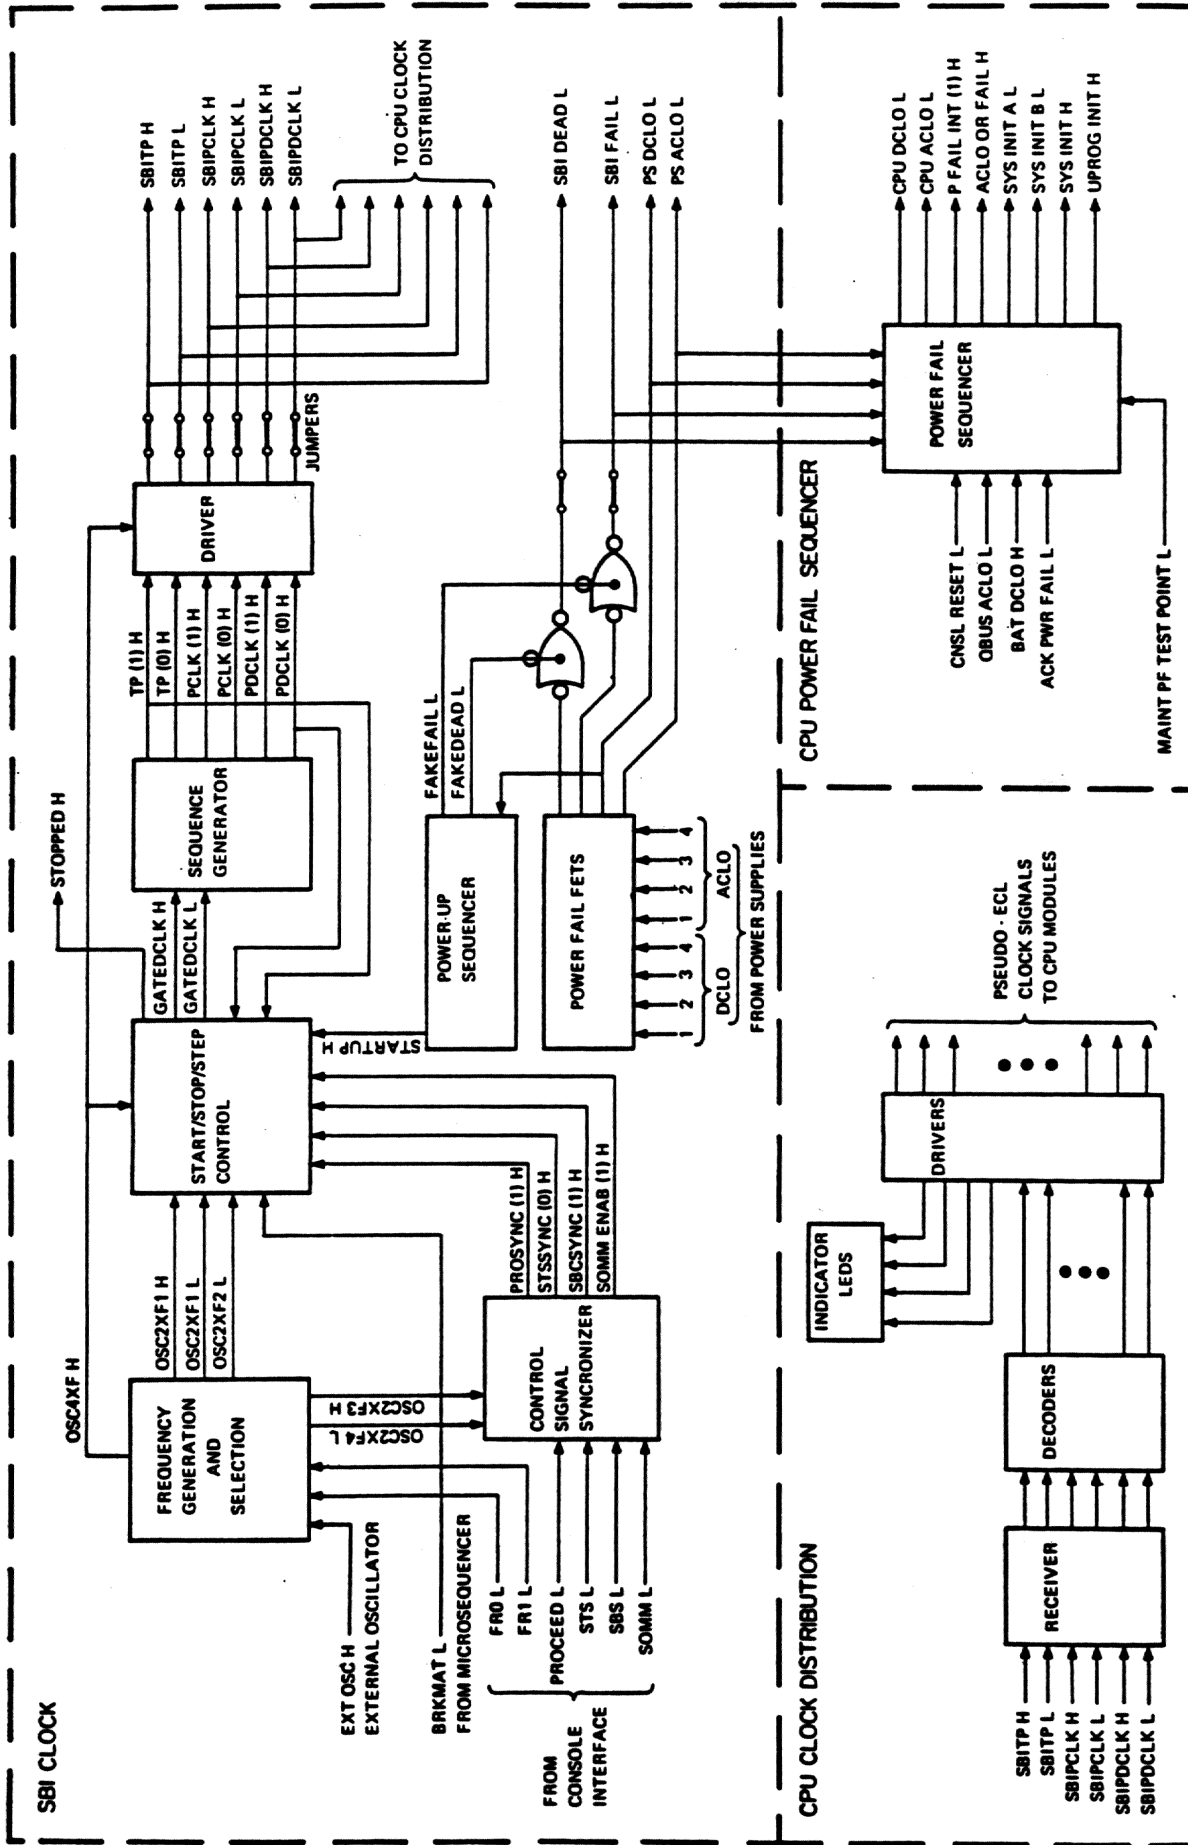 SBI CLOCK
EXT OSC H
EXTERNAL OSCILLATOR
BRKMAT L
FROM MICROSEQUENCER
FROM
CONSOLE
INTERFACE
FR0 L
FR1 L
PROCEED L
STS L
SBS L
SOMM L
OSC4XF H
FREQUENCY
GENERATION
AND
SELECTION
OSC2XF1 H
OSC2XF1 L
OSC2XF2 L
OSC2XF3 H
OSC2XF4 L
CONTROL
SIGNAL
SYNCRONIZER
PROSYNC (1) H
STSSYNC (0) H
SBCSYNC (1) H
SOMM ENAB (1) H
START/STOP/STEP
CONTROL
STARTUP H
STOPPED H
GATEDCLK H
GATEDCLK L
SEQUENCE
GENERATOR
TP (1) H
TP (0) H
PCLK (1) H
PCLK (0) H
PDCLK (1) H
PDCLK (0) H
DRIVER
JUMPERS
SBITP H
SBITP L
SBIPCLK H
SBIPCLK L
SBIPDCLK H
SBIPDCLK L
TO CPU CLOCK
DISTRIBUTION
POWER-UP
SEQUENCER
FAKEFAIL L
FAKEDEAD L
POWER FAIL FETS
1 2 3 4 1 2 3 4
DCLO ACLO
FROM POWER SUPPLIES
SBI DEAD L
SBI FAIL L
PS DCLO L
PS ACLO L
CPU CLOCK DISTRIBUTION
SBITP H
SBITP L
SBIPCLK H
SBIPCLK L
SBIPDCLK H
SBIPDCLK L
RECEIVER
DECODERS
INDICATOR
LEDS
DRIVERS
PSEUDO - ECL
CLOCK SIGNALS
TO CPU MODULES
CPU POWER FAIL SEQUENCER
CNSL RESET L
QBUS ACLO L
BAT DCLO H
ACK PWR FAIL L
MAINT PF TEST POINT L
POWER FAIL
SEQUENCER
CPU DCLO L
CPU ACLO L
P FAIL INT (1) H
ACLO OR FAIL H
SYS INIT A L
SYS INIT B L
SYS INIT H
UPROG INIT H